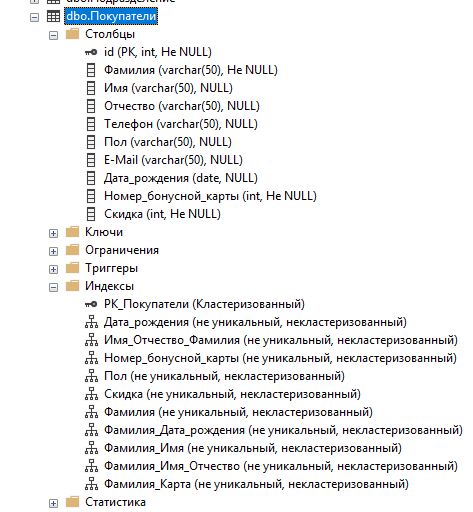 dbo.Подразделение
dbo.Покупатели
Столбцы
id (PK, int, Не NULL)
Фамилия (varchar(50), Не NULL)
Имя (varchar(50), NULL)
Отчество (varchar(50), NULL)
Телефон (varchar(50), NULL)
Пол (varchar(50), NULL)
E-Mail (varchar(50), NULL)
Дата_рождения (date, NULL)
Номер_бонусной_карты (int, Не NULL)
Скидка (int, Не NULL)
Ключи
Ограничения
Триггеры
Индексы
PK_Покупатели (Кластеризованный)
Дата_рождения (не уникальный, некластеризованный)
Имя_Отчество_Фамилия (не уникальный, некластеризованный)
Номер_бонусной_карты (не уникальный, некластеризованный)
Пол (не уникальный, некластеризованный)
Скидка (не уникальный, некластеризованный)
Фамилия (не уникальный, некластеризованный)
Фамилия_Дата_рождения (не уникальный, некластеризованный)
Фамилия_Имя (не уникальный, некластеризованный)
Фамилия_Имя_Отчество (не уникальный, некластеризованный)
Фамилия_Карта (не уникальный, некластеризованный)
Статистика